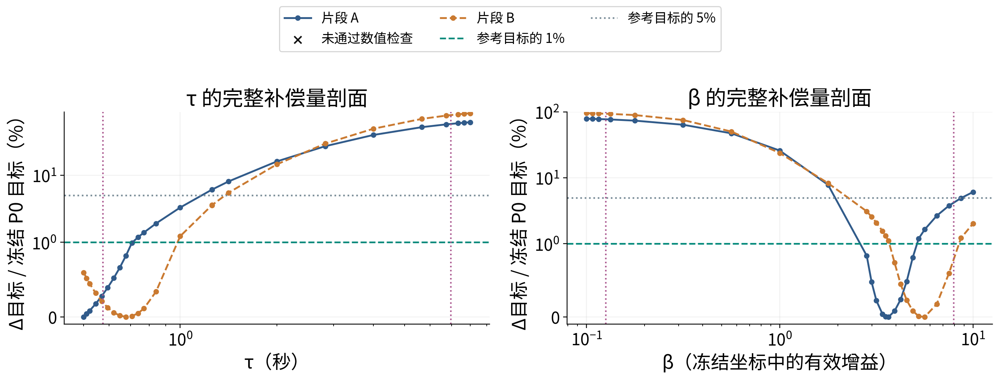 片段 A
片段 B
参考目标的 5%
未通过数值检查
参考目标的 1%
τ 的完整补偿量剖面
β 的完整补偿量剖面
Δ目标 / 冻结 P0 目标（%）
10¹
10⁰
0
10⁰
τ（秒）
Δ目标 / 冻结 P0 目标（%）
10²
10¹
10⁰
0
10⁻¹
10⁰
10¹
β（冻结坐标中的有效增益）